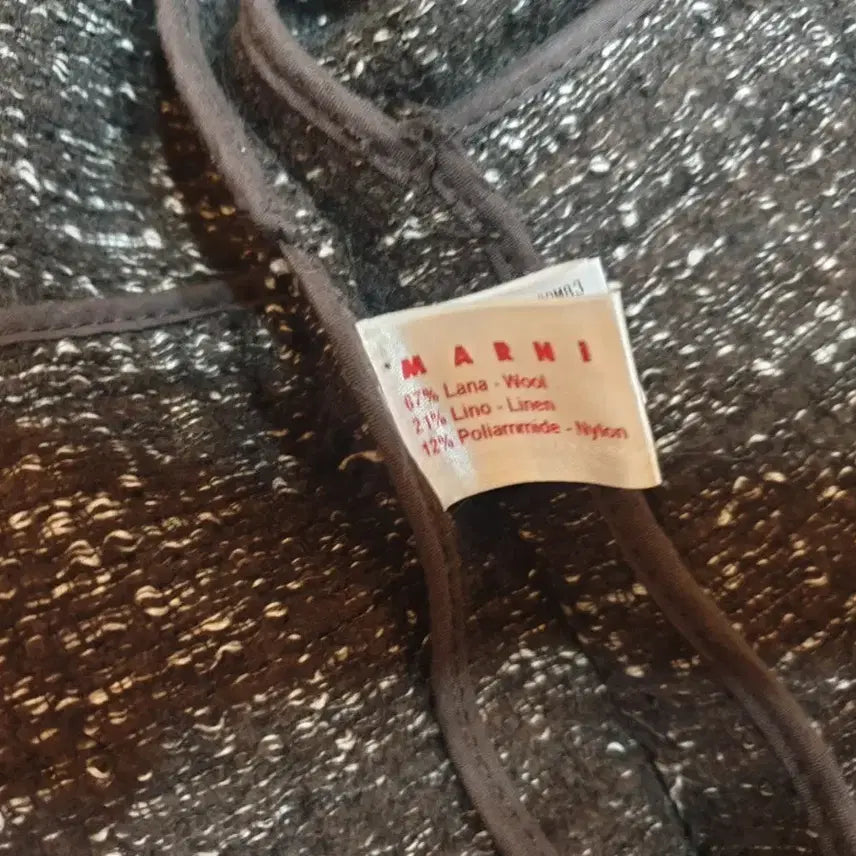 MARNI
67% Lana - Wool
21% Lino - Linen
12% Poliammide - Nylon